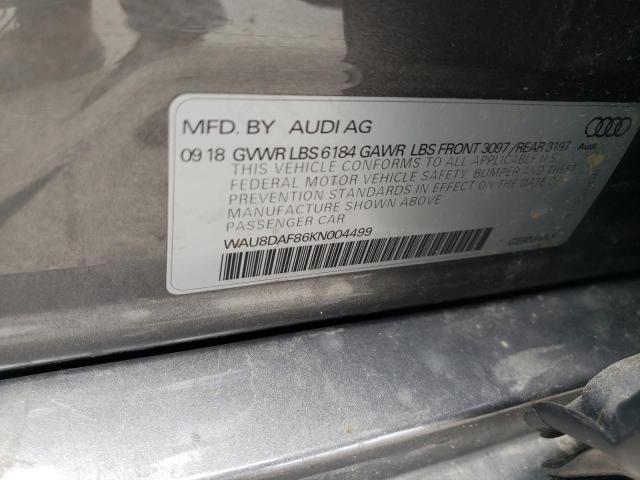 MFD. BY AUDI AG
09 18 GVWR LBS 6184 GAWR LBS FRONT 3097 / REAR 3197
Audi
THIS VEHICLE CONFORMS TO ALL APPLICABLE U.S
FEDERAL MOTOR VEHICLE SAFETY, BUMPER AND THEFT
PREVENTION STANDARDS IN EFFECT ON THE DATE OF
MANUFACTURE SHOWN ABOVE
PASSENGER CAR
WAU8DAF86KN004499
GERMANY